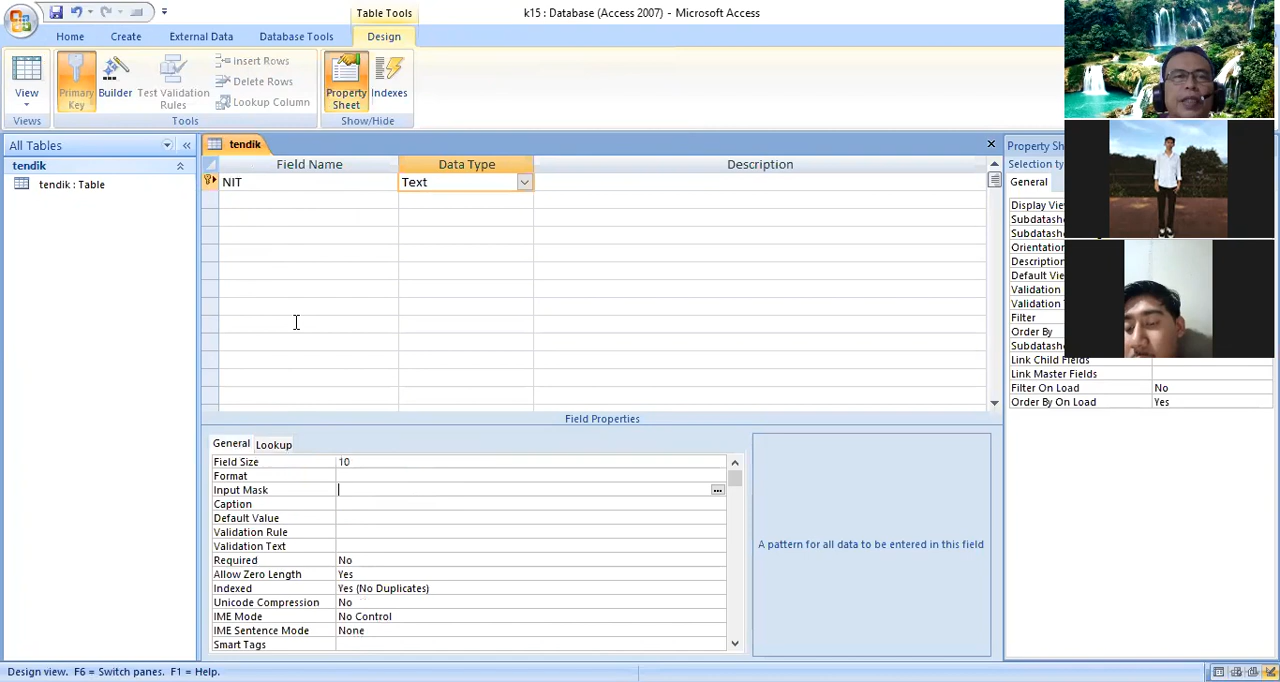 Table Tools
k15 : Database (Access 2007) - Microsoft Access
Home
Create
External Data
Database Tools
Design
View
Primary Key
Builder
Test Validation Rules
Insert Rows
Delete Rows
Lookup Column
Property Sheet
Indexes
Views
Tools
Show/Hide
All Tables
tendik
tendik : Table
tendik
Field Name
Data Type
Description
NIT
Text
Field Properties
General
Lookup
Field Size
10
Format
Input Mask
Caption
Default Value
Validation Rule
Validation Text
Required
No
Allow Zero Length
Yes
Indexed
Yes (No Duplicates)
Unicode Compression
No
IME Mode
No Control
IME Sentence Mode
None
Smart Tags
A pattern for all data to be entered in this field
Property Sh
Selection ty
General
Display Vie
Subdatash
Subdatash
Orientation
Description
Default View
Validation
Validation
Filter
Order By
Subdatash
Link Child Fields
Link Master Fields
Filter On Load
No
Order By On Load
Yes
Design view.  F6 = Switch panes.  F1 = Help.